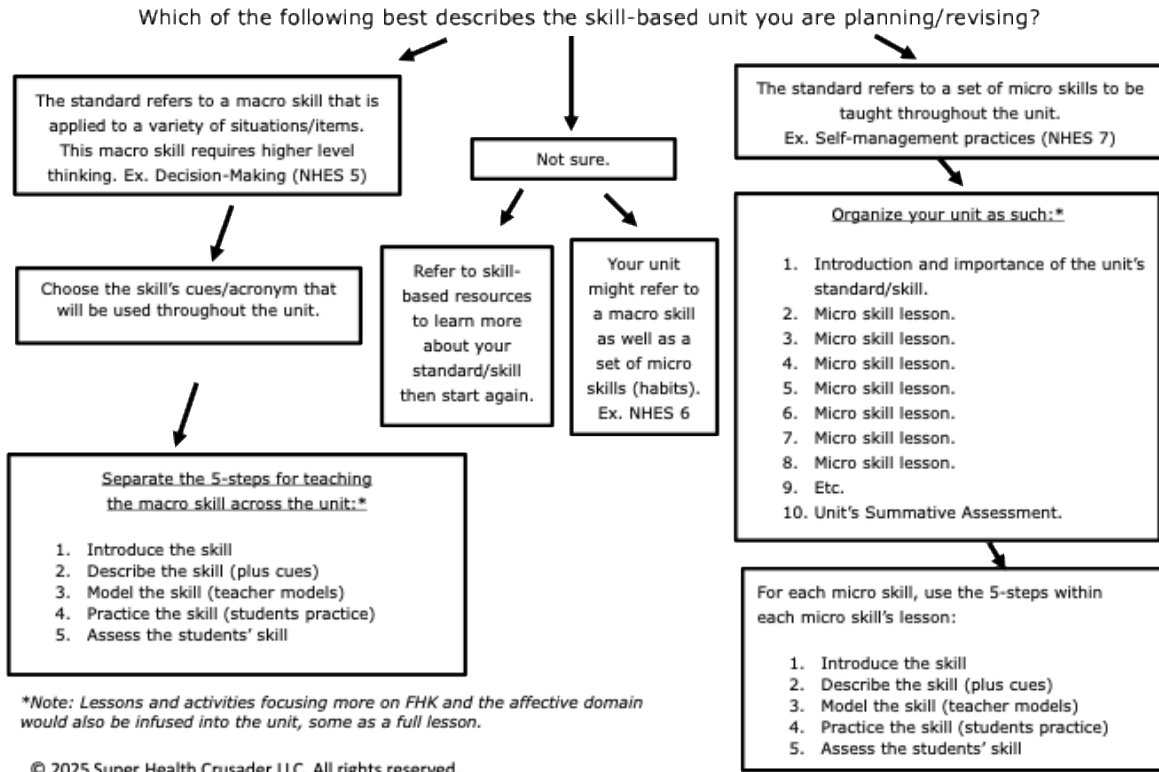 Which of the following best describes the skill-based unit you are planning/revising?
The standard refers to a macro skill that is
applied to a variety of situations/items.
This macro skill requires higher level
thinking. Ex. Decision-Making (NHES 5)
Choose the skill's cues/acronym that
will be used throughout the unit.
Separate the 5-steps for teaching
the macro skill across the unit:*
1. Introduce the skill
2. Describe the skill (plus cues)
3. Model the skill (teacher models)
4. Practice the skill (students practice)
5. Assess the students' skill
Not sure.
Refer to skill-
based resources
to learn more
about your
standard/skill
then start again.
Your unit
might refer to
a macro skill
as well as a
set of micro
skills (habits).
Ex. NHES 6
The standard refers to a set of micro skills to be
taught throughout the unit.
Ex. Self-management practices (NHES 7)
Organize your unit as such:*
1. Introduction and importance of the unit's
standard/skill.
2. Micro skill lesson.
3. Micro skill lesson.
4. Micro skill lesson.
5. Micro skill lesson.
6. Micro skill lesson.
7. Micro skill lesson.
8. Micro skill lesson.
9. Etc.
10. Unit's Summative Assessment.
For each micro skill, use the 5-steps within
each micro skill's lesson:
1. Introduce the skill
2. Describe the skill (plus cues)
3. Model the skill (teacher models)
4. Practice the skill (students practice)
5. Assess the students' skill
*Note: Lessons and activities focusing more on FHK and the affective domain
would also be infused into the unit, some as a full lesson.
© 2025 Super Health Crusader LLC. All rights reserved